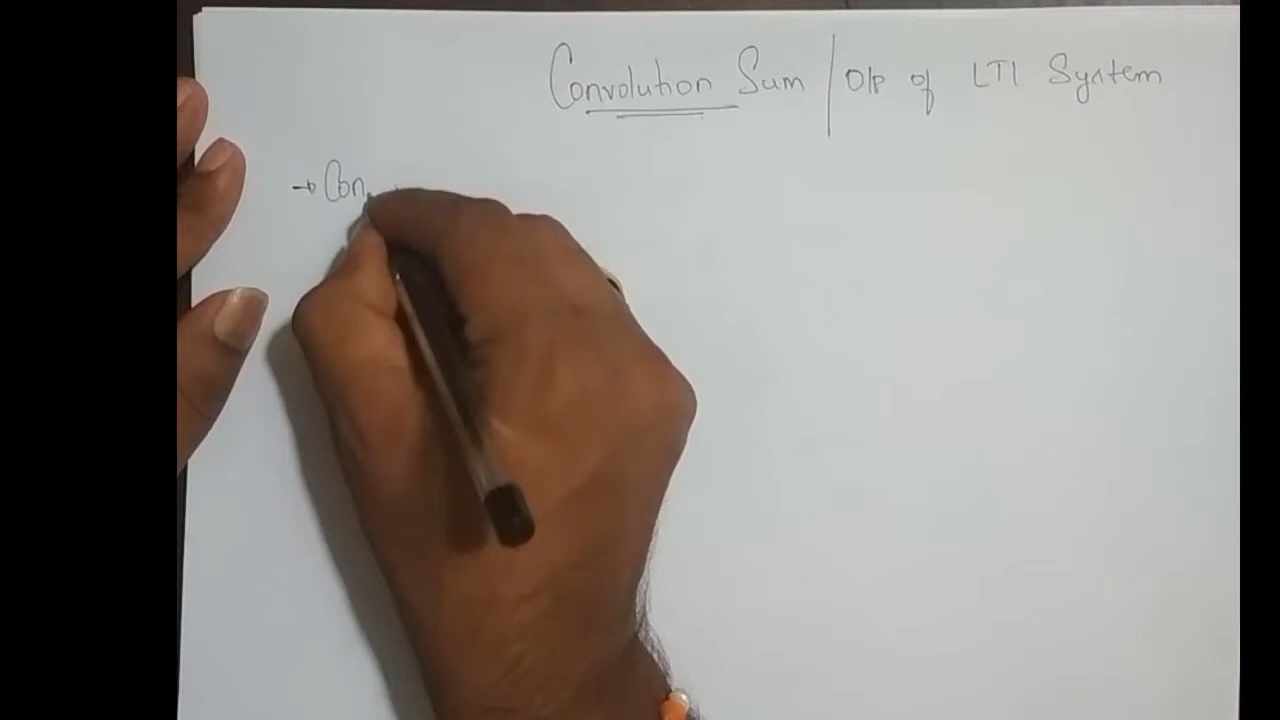 Convolution Sum | O/P of LTI System
→ Con